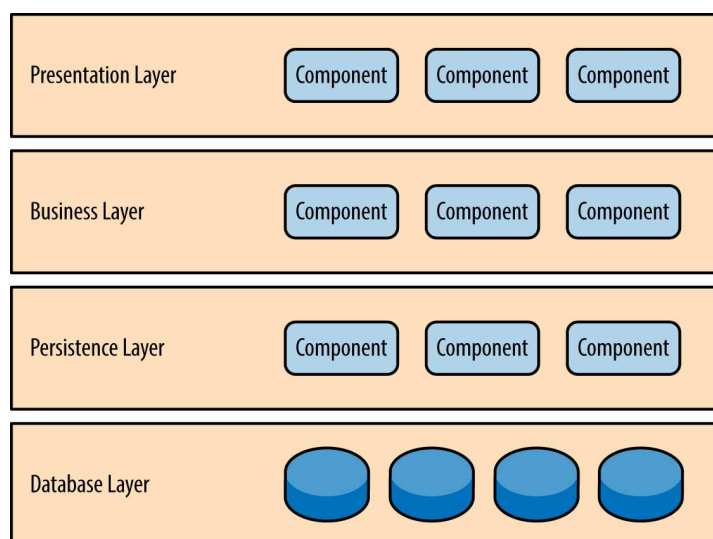 Presentation Layer Component Component Component
Business Layer Component Component Component
Persistence Layer Component Component Component
Database Layer